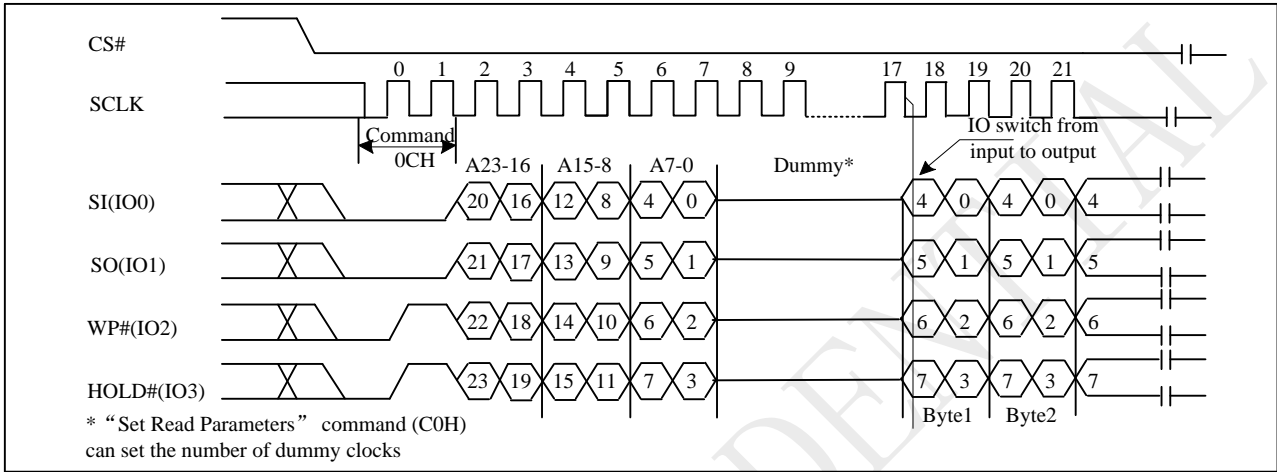 CS#
0 1 2 3 4 5 6 7 8 9 17 18 19 20 21
SCLK
Command
0CH
IO switch from
input to output
A23-16 A15-8 A7-0 Dummy*
SI(IO0) 20 16 12 8 4 0 4 0 4 0 4
SO(IO1) 21 17 13 9 5 1 5 1 5 1 5
WP#(IO2) 22 18 14 10 6 2 6 2 6 2 6
HOLD#(IO3) 23 19 15 11 7 3 7 3 7 3 7
Byte1 Byte2
* “Set Read Parameters” command (C0H)
can set the number of dummy clocks
DENTIAL